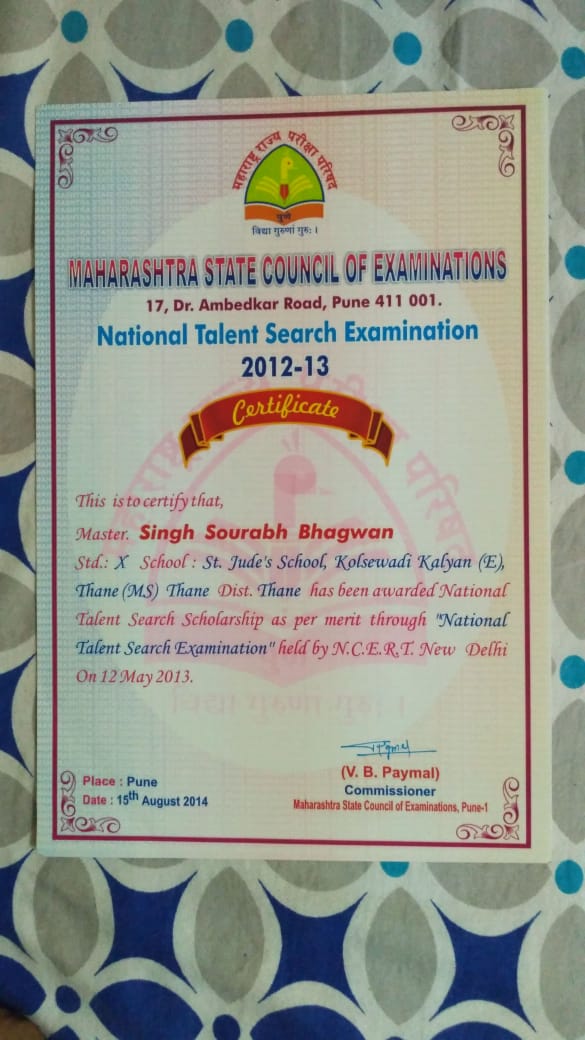 महाराष्ट्र राज्य परीक्षा परिषद
पुणे
विद्या गुरुणां गुरुः ।
MAHARASHTRA STATE COUNCIL OF EXAMINATIONS
17, Dr. Ambedkar Road, Pune 411 001.
National Talent Search Examination
2012-13
Certificate
This is to certify that,
Master. Singh Sourabh Bhagwan
Std.: X School : St. Jude's School, Kolsewadi Kalyan (E),
Thane (MS) Thane Dist. Thane has been awarded National
Talent Search Scholarship as per merit through "National
Talent Search Examination" held by N.C.E.R.T. New Delhi
On 12 May 2013.
(V. B. Paymal)
Place : Pune
Commissioner
Date : 15th August 2014
Maharashtra State Council of Examinations, Pune-1